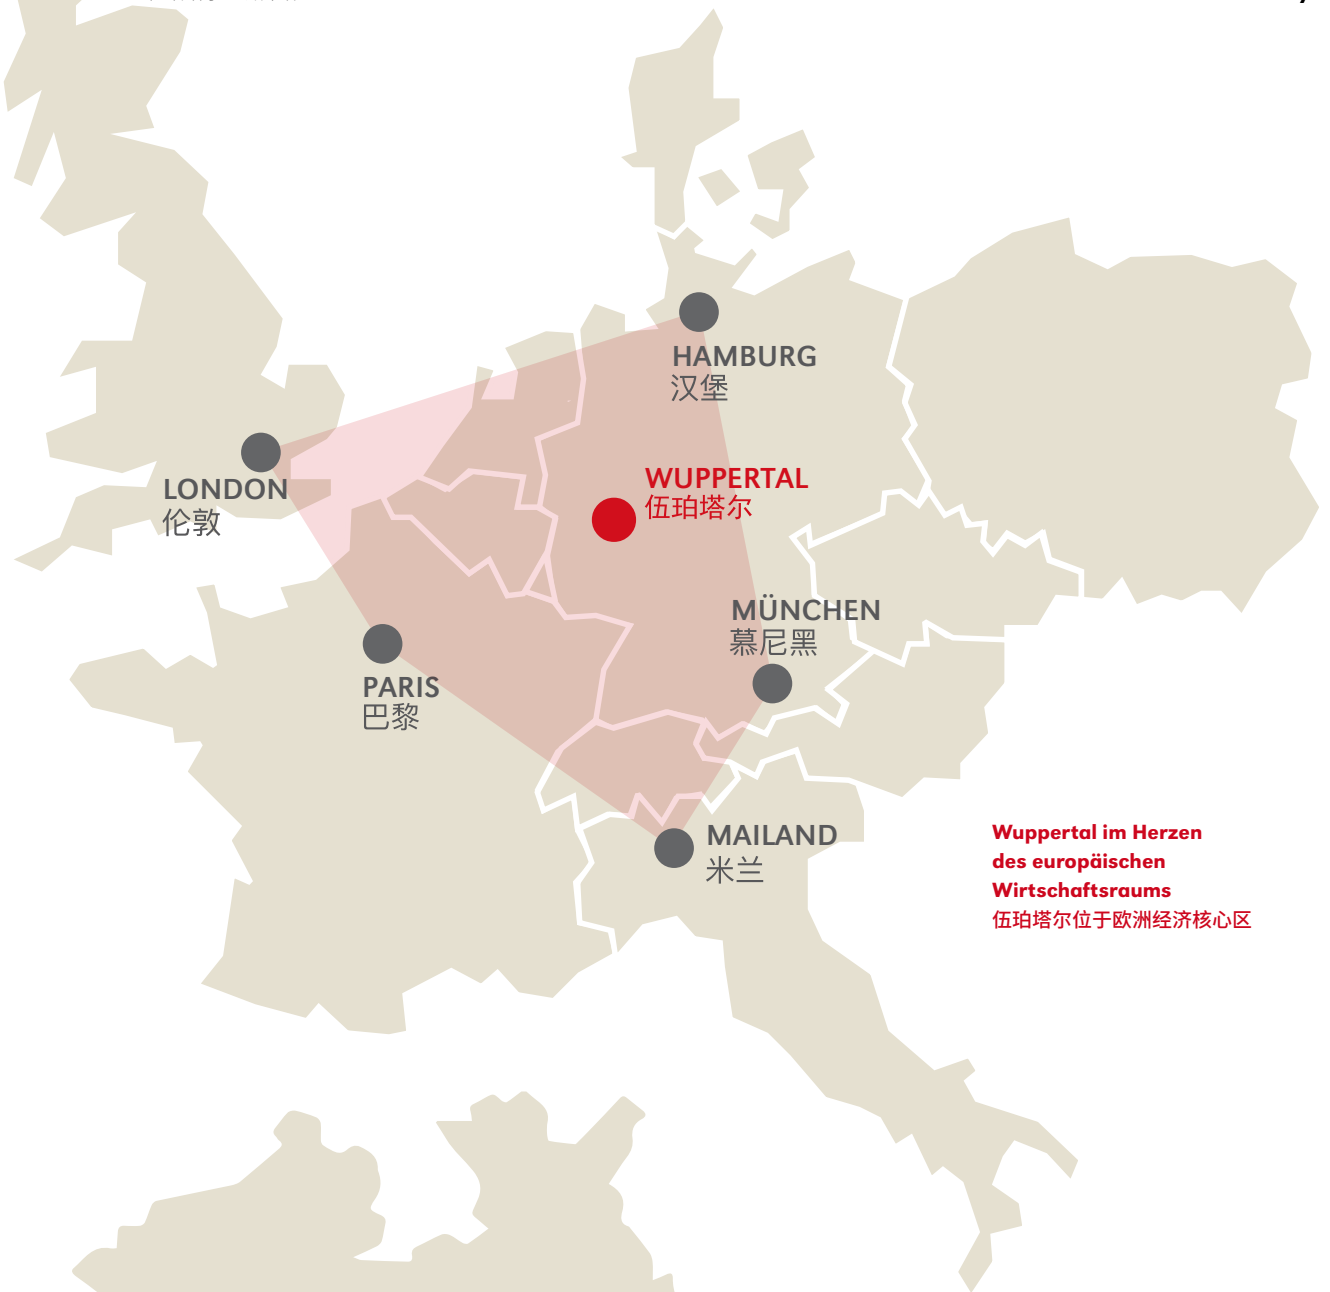 HAMBURG
汉堡
WUPPERTAL
伍珀塔尔
LONDON
伦敦
MÜNCHEN
慕尼黑
PARIS
巴黎
MAILAND
米兰
Wuppertal im Herzen
des europäischen
Wirtschaftsraums
伍珀塔尔位于欧洲经济核心区